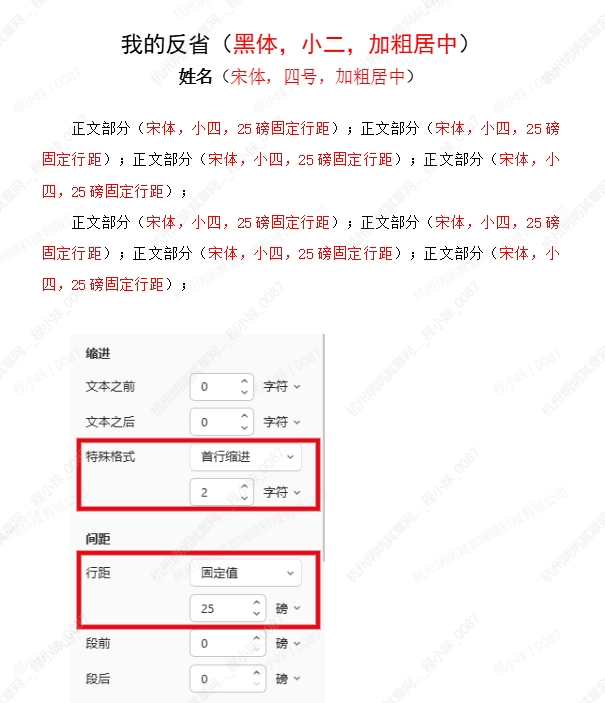 我的反省（黑体，小二，加粗居中）
姓名（宋体，四号，加粗居中）
正文部分（宋体，小四，25 磅固定行距）；正文部分（宋体，小四，25 磅
固定行距）；正文部分（宋体，小四，25 磅固定行距）；正文部分（宋体，小
四，25 磅固定行距）；
正文部分（宋体，小四，25 磅固定行距）；正文部分（宋体，小四，25 磅
固定行距）；正文部分（宋体，小四，25 磅固定行距）；正文部分（宋体，小
四，25 磅固定行距）；
缩进
文本之前 0 字符
文本之后 0 字符
特殊格式 首行缩进
2 字符
间距
行距 固定值
25 磅
段前 0 磅
段后 0 磅